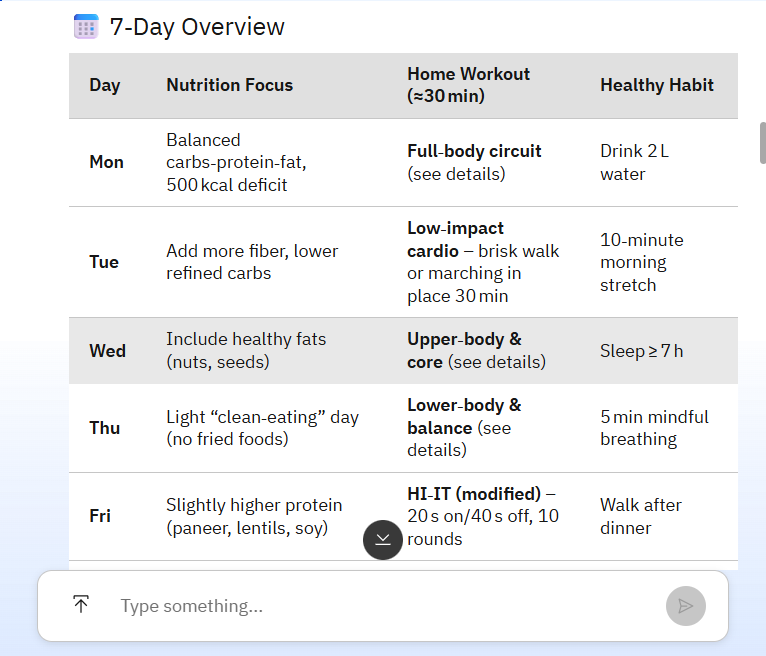 7-Day Overview
Day Nutrition Focus Home Workout (≈30 min) Healthy Habit
Mon
Balanced
carbs-protein-fat,
500 kcal deficit
Full-body circuit
(see details)
Drink 2 L
water
Tue
Add more fiber, lower
refined carbs
Low-impact
cardio – brisk walk
or marching in
place 30 min
10-minute
morning
stretch
Wed
Include healthy fats
(nuts, seeds)
Upper-body &
core (see details)
Sleep ≥ 7 h
Thu
Light “clean-eating” day
(no fried foods)
Lower-body &
balance (see
details)
5 min mindful
breathing
Fri
Slightly higher protein
(paneer, lentils, soy)
HI-IT (modified) –
20 s on/40 s off, 10
rounds
Walk after
dinner
Type something...